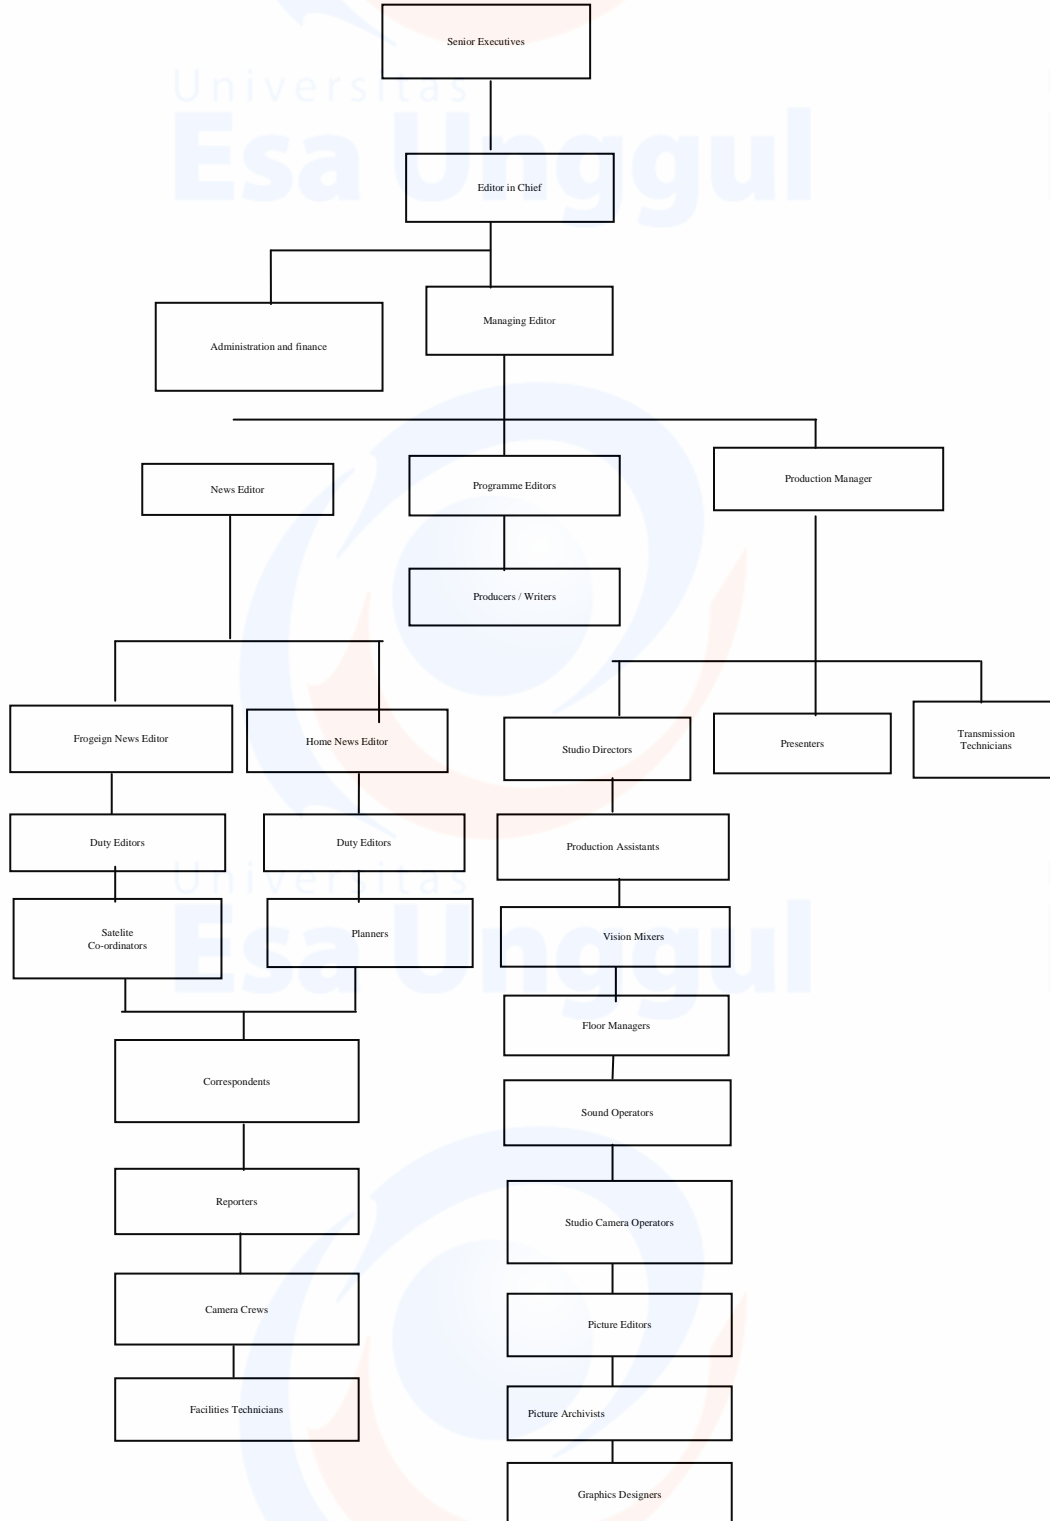 Universitas
Esa Unggul
Senior Executives
Editor in Chief
Administration and finance
Managing Editor
News Editor
Programme Editors
Production Manager
Producers / Writers
Frogeign News Editor
Home News Editor
Studio Directors
Presenters
Transmission
Technicians
Duty Editors
Duty Editors
Production Assistants
Universitas
Esa Unggul
Satelite
Co-ordinators
Planners
Vision Mixers
Floor Managers
Correspondents
Sound Operators
Reporters
Studio Camera Operators
Camera Crews
Picture Editors
Facilities Technicians
Picture Archivists
Graphics Designers